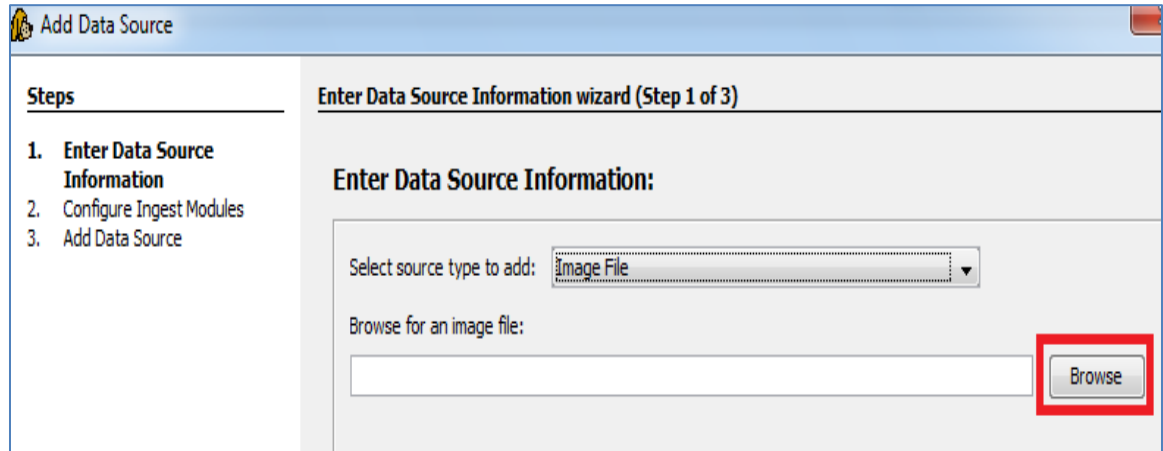 Add Data Source
Steps
1. Enter Data Source
Information
2. Configure Ingest Modules
3. Add Data Source
Enter Data Source Information wizard (Step 1 of 3)
Enter Data Source Information:
Select source type to add: Image File
Browse for an image file:
Browse